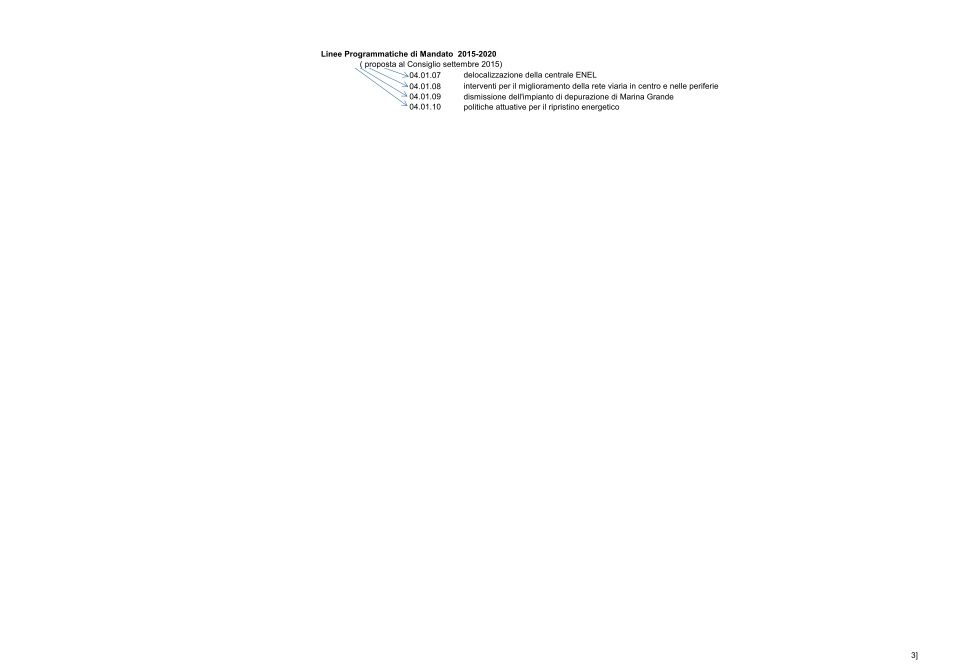 Linee Programmatiche di Mandato  2015-2020
( proposta al Consiglio settembre 2015)
04.01.07 delocalizzazione della centrale ENEL
04.01.08 interventi per il miglioramento della rete viaria in centro e nelle periferie
04.01.09 dismissione dell'impianto di depurazione di Marina Grande
04.01.10 politiche attuative per il ripristino energetico
3]